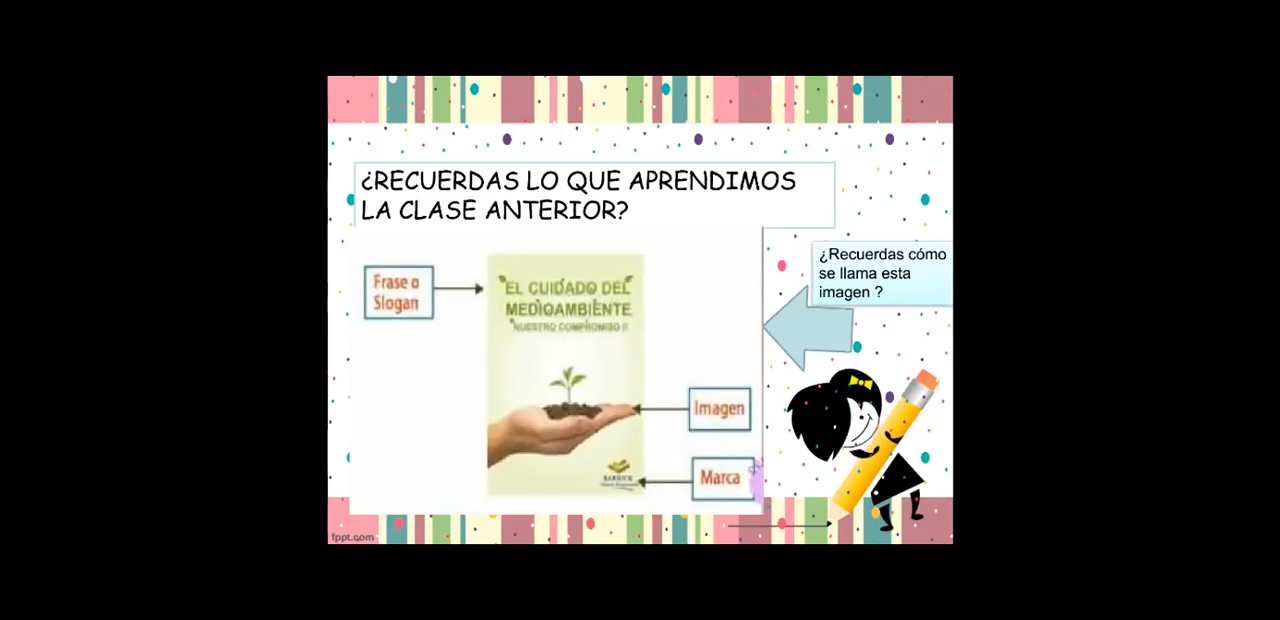 ¿RECUERDAS LO QUE APRENDIMOS
LA CLASE ANTERIOR?
¿Recuerdas cómo
se llama esta
imagen ?
Frase o
Slogan
EL CUIDADO DEL
MEDIOAMBIENTE
NUESTRO COMPROMISO !!
Imagen
Marca
fppt.com